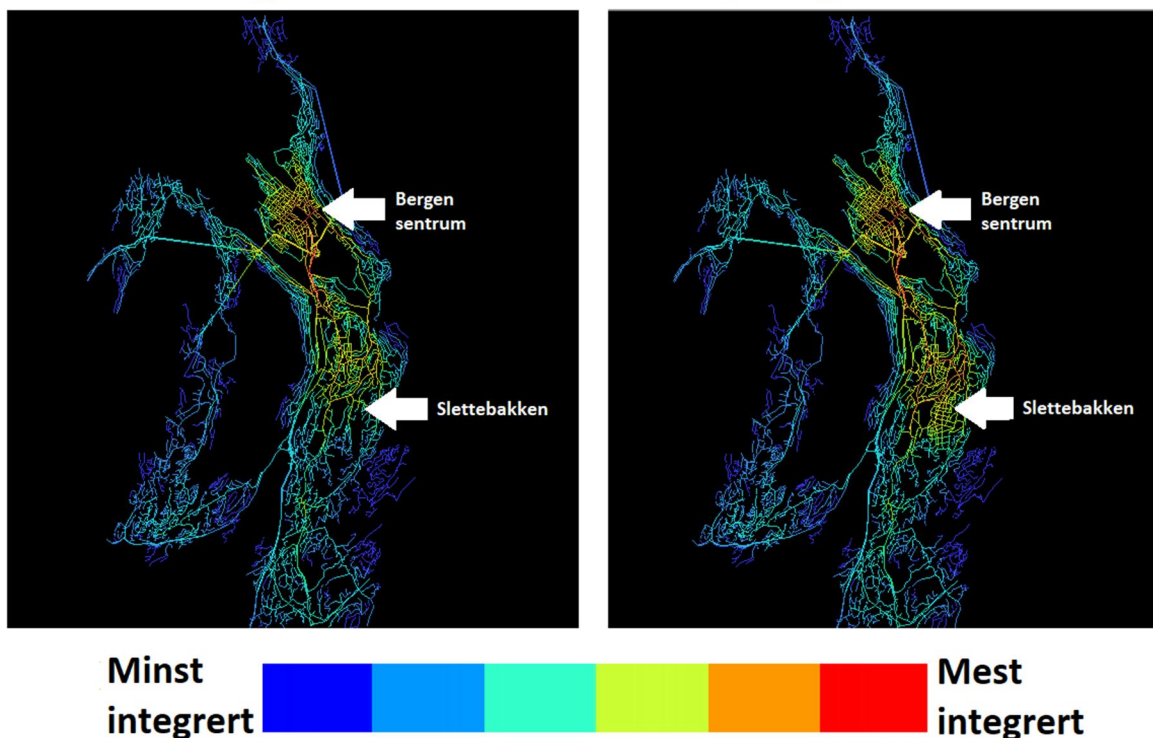 Bergen
sentrum
Slettebakken
Bergen
sentrum
Slettebakken
Minst
integrert
Mest
integrert